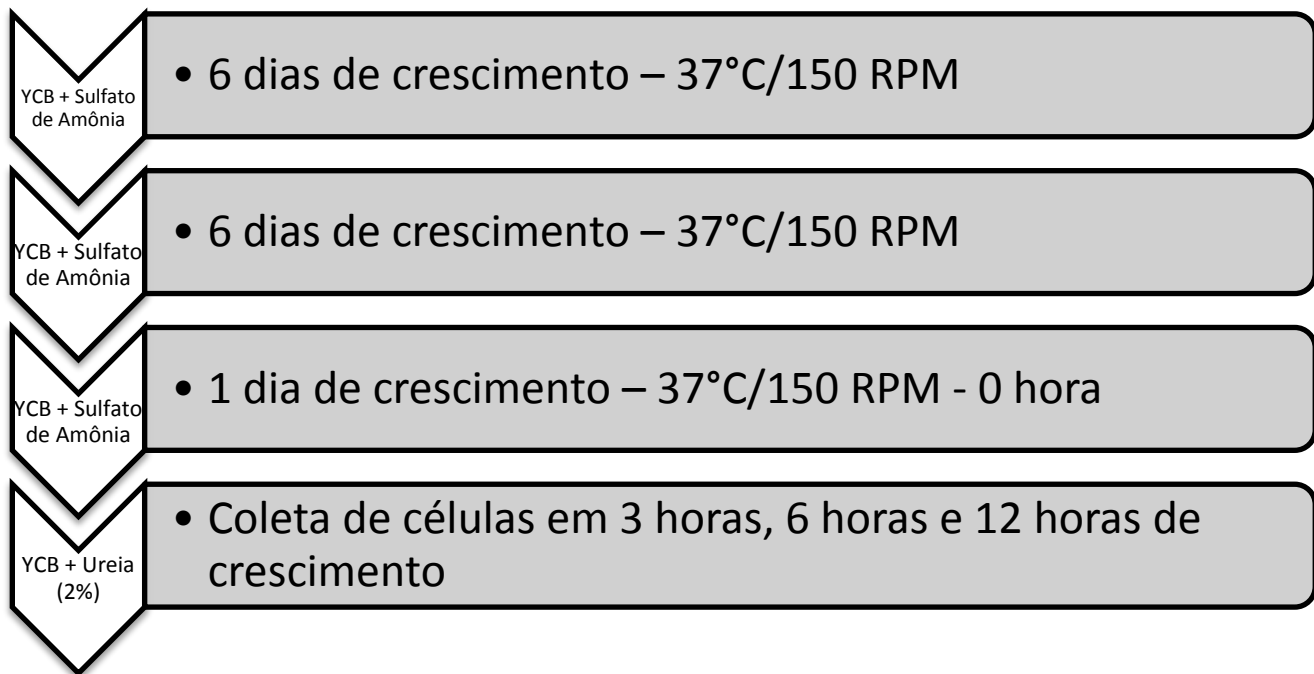 YCB + Sulfato
de Amônia
• 6 dias de crescimento – 37°C/150 RPM
YCB + Sulfato
de Amônia
• 6 dias de crescimento – 37°C/150 RPM
YCB + Sulfato
de Amônia
• 1 dia de crescimento – 37°C/150 RPM - 0 hora
YCB + Ureia
(2%)
• Coleta de células em 3 horas, 6 horas e 12 horas de
crescimento